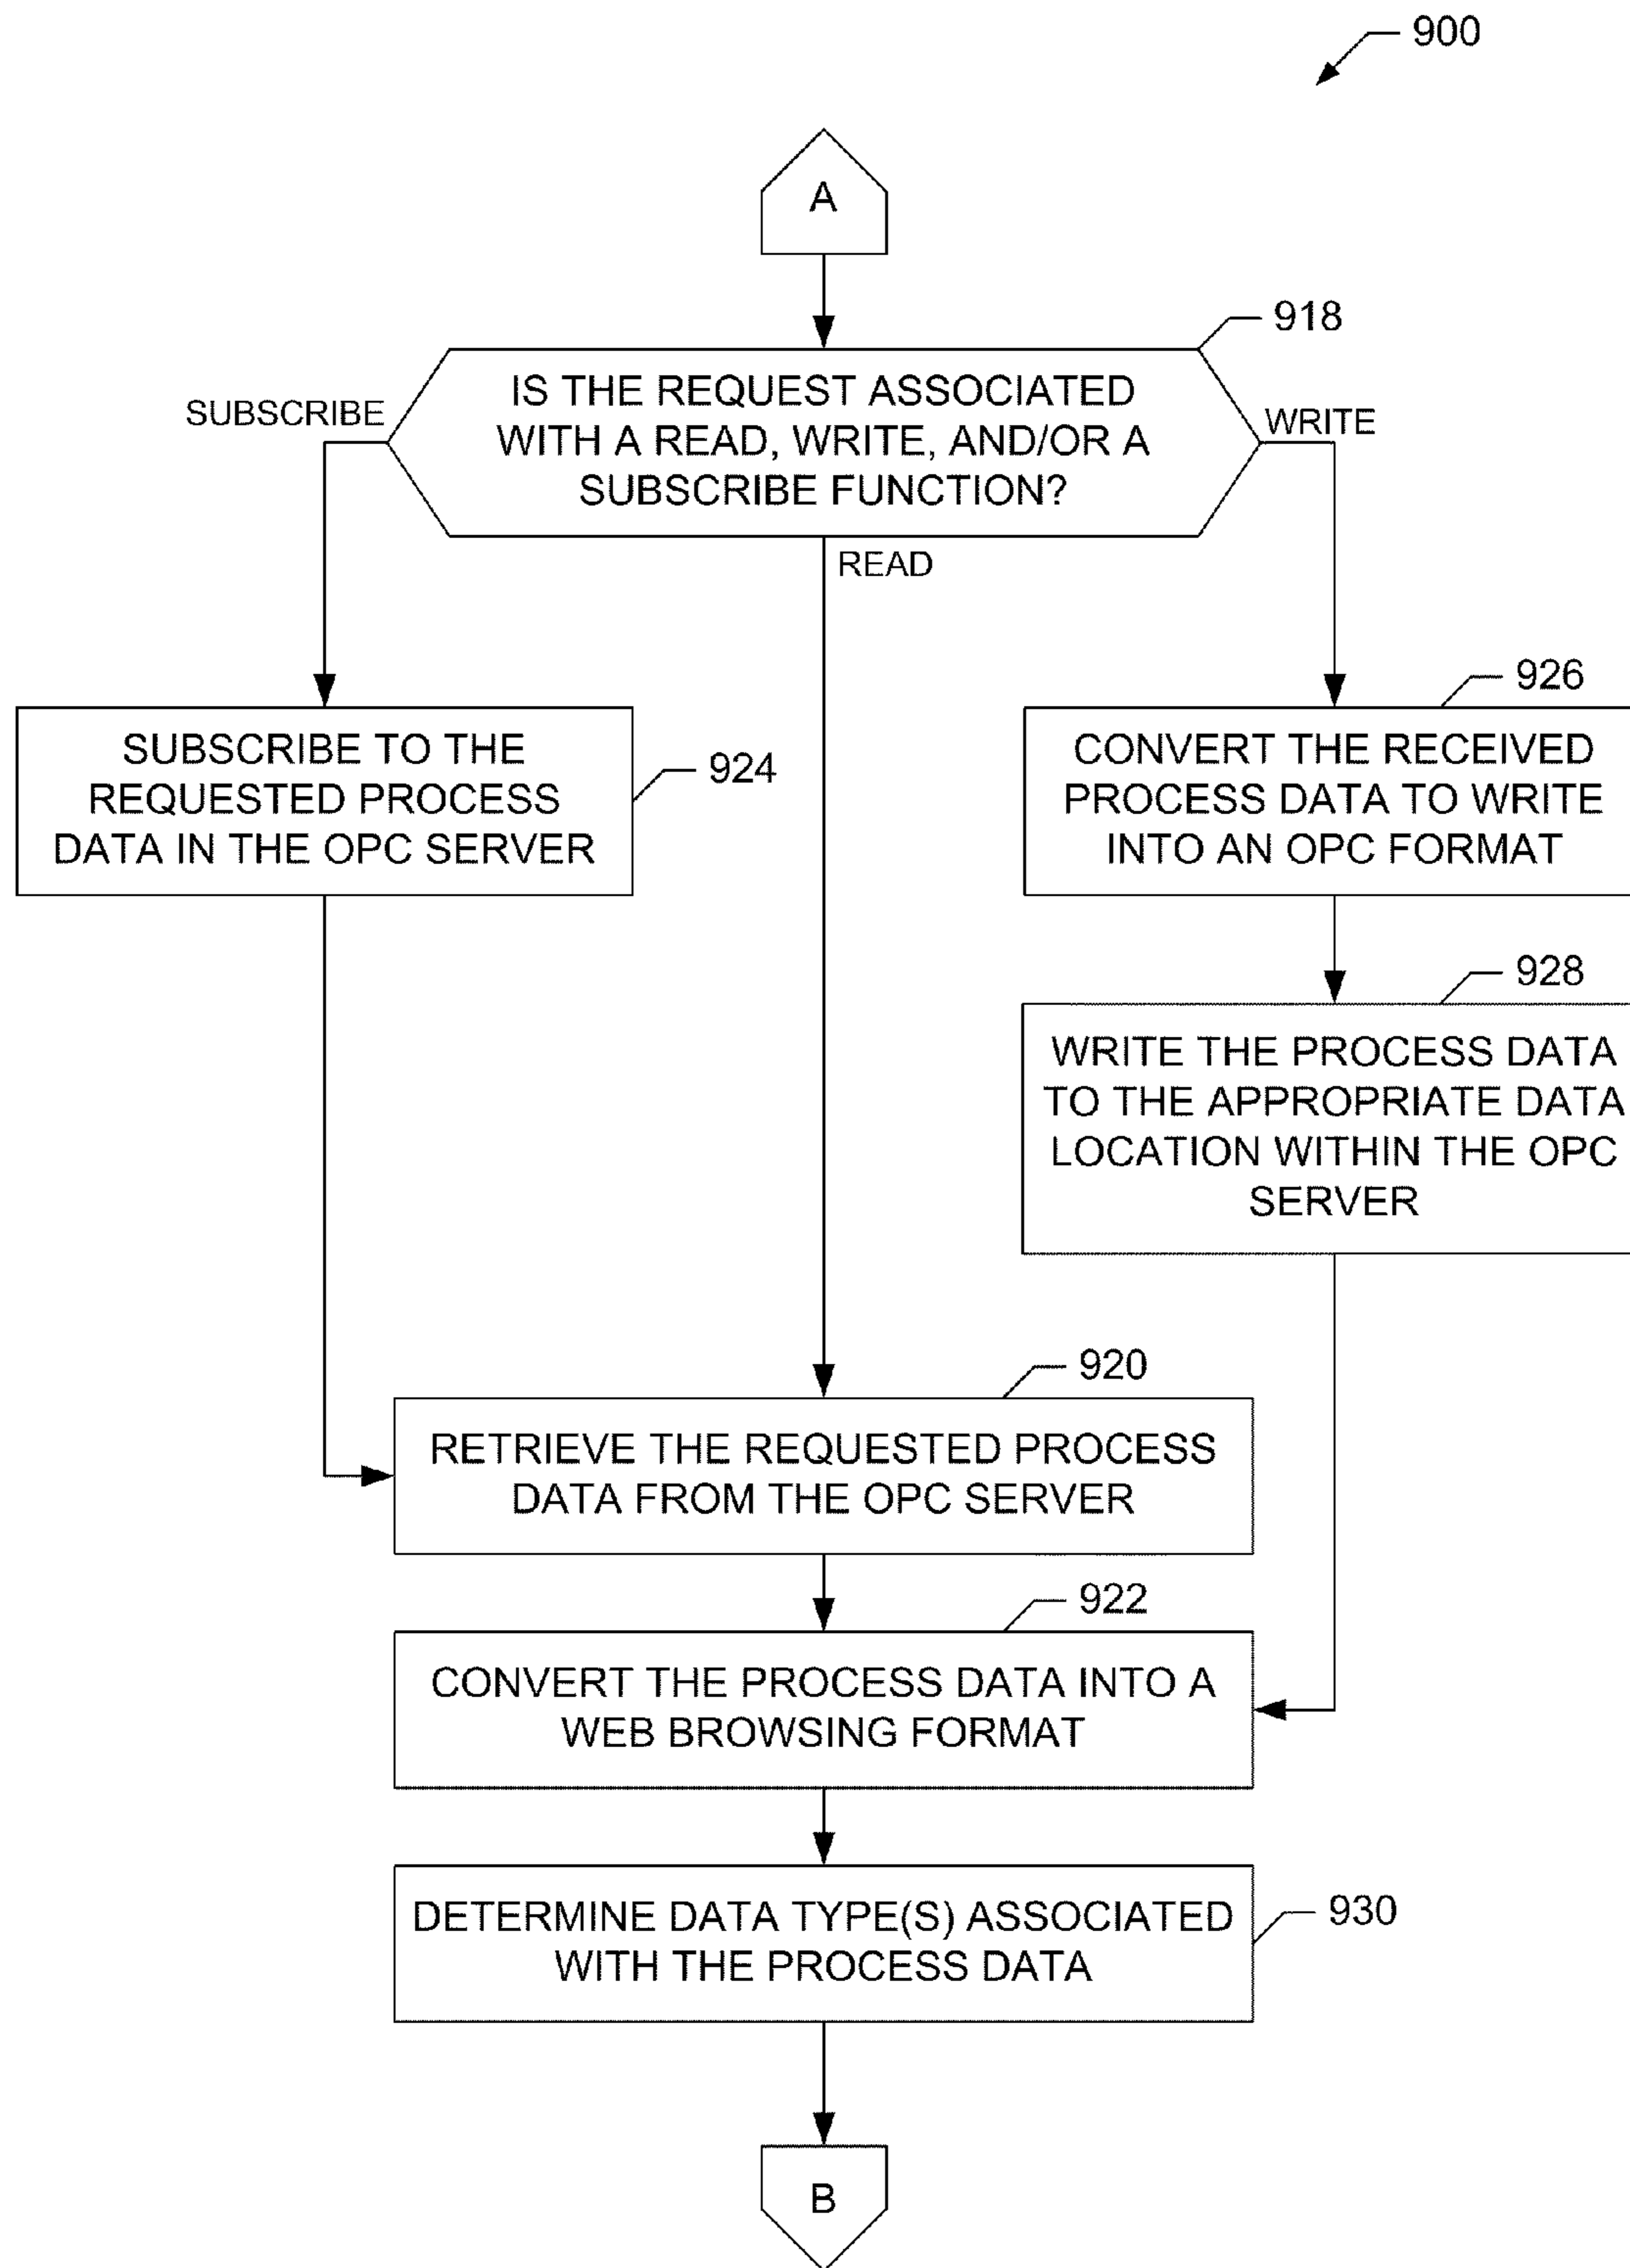 900
A
918
IS THE REQUEST ASSOCIATED
WITH A READ, WRITE, AND/OR A
SUBSCRIBE FUNCTION?
SUBSCRIBE
WRITE
READ
SUBSCRIBE TO THE
REQUESTED PROCESS
DATA IN THE OPC SERVER
924
926
CONVERT THE RECEIVED
PROCESS DATA TO WRITE
INTO AN OPC FORMAT
928
WRITE THE PROCESS DATA
TO THE APPROPRIATE DATA
LOCATION WITHIN THE OPC
SERVER
920
RETRIEVE THE REQUESTED PROCESS
DATA FROM THE OPC SERVER
922
CONVERT THE PROCESS DATA INTO A
WEB BROWSING FORMAT
DETERMINE DATA TYPE(S) ASSOCIATED
WITH THE PROCESS DATA
930
B